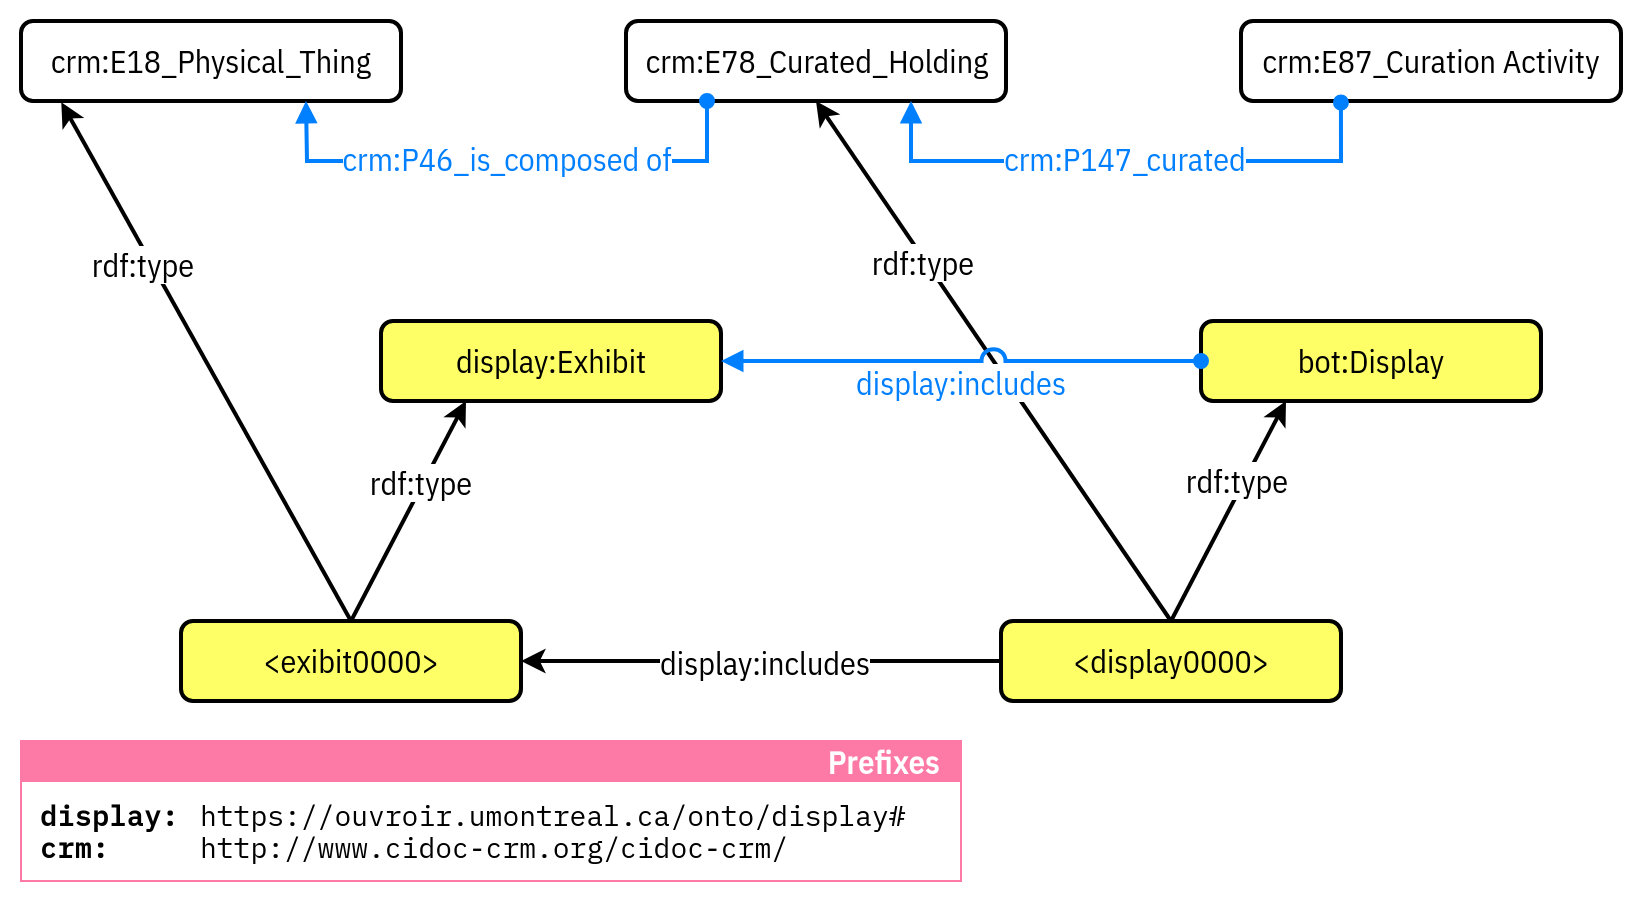 crm:E18_Physical_Thing
crm:E78_Curated_Holding
crm:E87_Curation Activity
crm:P46_is_composed of
crm:P147_curated
rdf:type
rdf:type
display:Exhibit
bot:Display
display:includes
rdf:type
rdf:type
<exibit0000>
display:includes
<display0000>
Prefixes
display: https://ouvroir.umontreal.ca/onto/display#
crm: http://www.cidoc-crm.org/cidoc-crm/